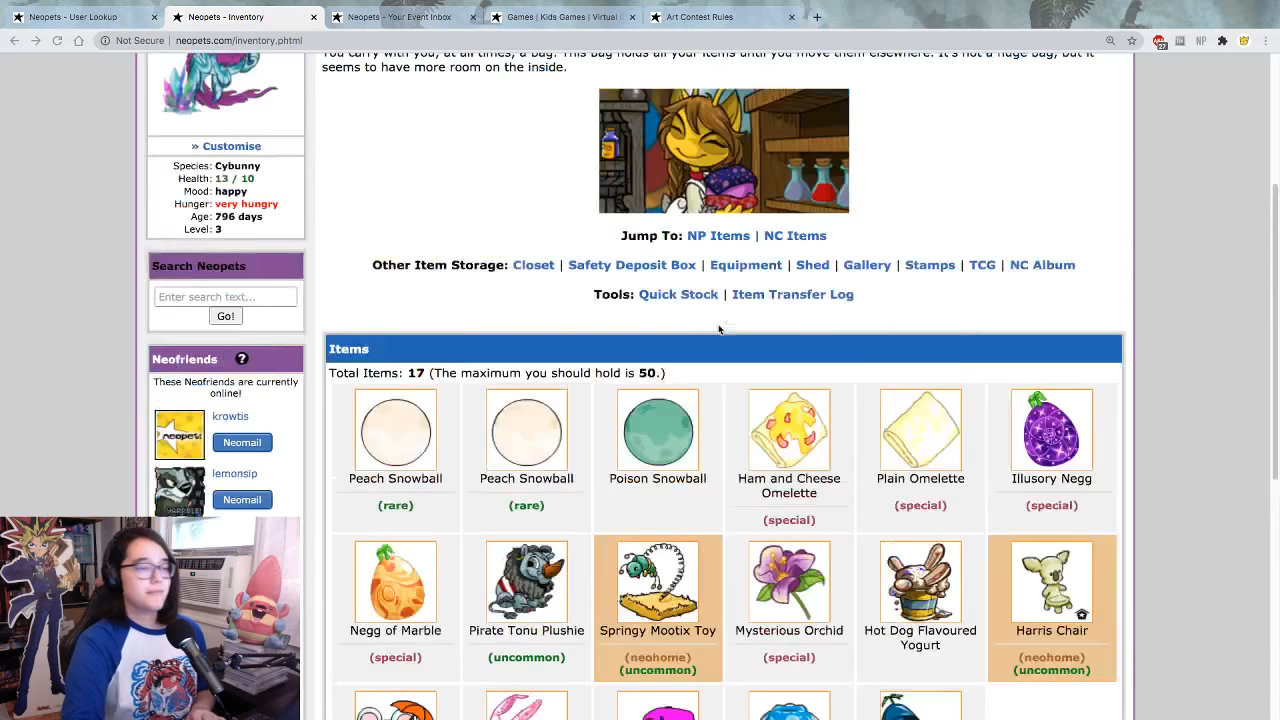 Neopets - User Lookup
Neopets - Inventory
Neopets - Your Event Inbox
Games | Kids Games | Virtual
Art Contest Rules
Not Secure | neopets.com/inventory.phtml
27
NP
You carry with you, at all times, a bag. This bag holds all your items until you move them elsewhere. It's not a huge bag, but it
seems to have more room on the inside.
» Customise
Species: Cybunny
Health: 13 / 10
Mood: happy
Hunger: very hungry
Age: 796 days
Level: 3
Jump To: NP Items | NC Items
Other Item Storage: Closet | Safety Deposit Box | Equipment | Shed | Gallery | Stamps | TCG | NC Album
Tools: Quick Stock | Item Transfer Log
Search Neopets
Enter search text...
Go!
Neofriends ?
These Neofriends are currently
online!
neopets
krowtis
Neomail
lemonsip
Neomail
Items
Total Items: 17 (The maximum you should hold is 50.)
Peach Snowball
(rare)
Peach Snowball
(rare)
Poison Snowball
Ham and Cheese
Omelette
(special)
Plain Omelette
(special)
Illusory Negg
(special)
Negg of Marble
(special)
Pirate Tonu Plushie
(uncommon)
Springy Mootix Toy
(neohome)
(uncommon)
Mysterious Orchid
(special)
Hot Dog Flavoured
Yogurt
Harris Chair
(neohome)
(uncommon)